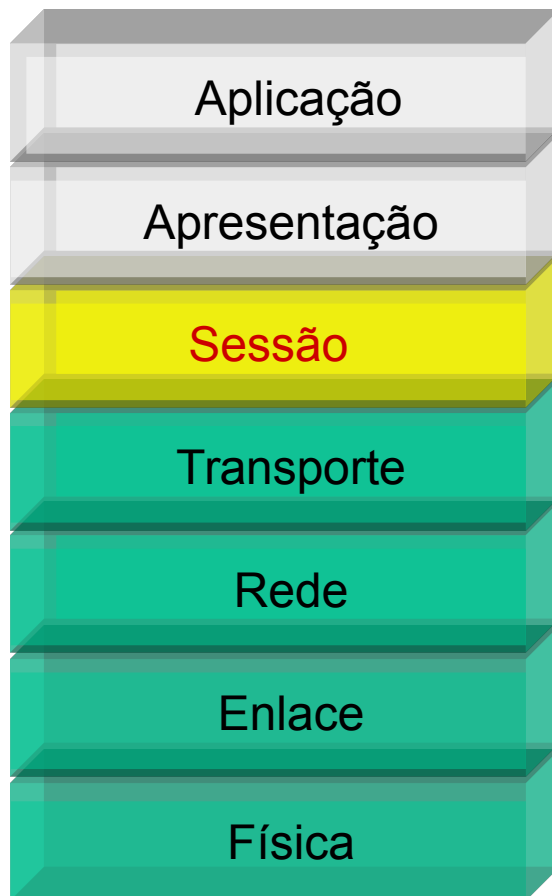 Aplicação
Apresentação
Sessão
Transporte
Rede
Enlace
Física